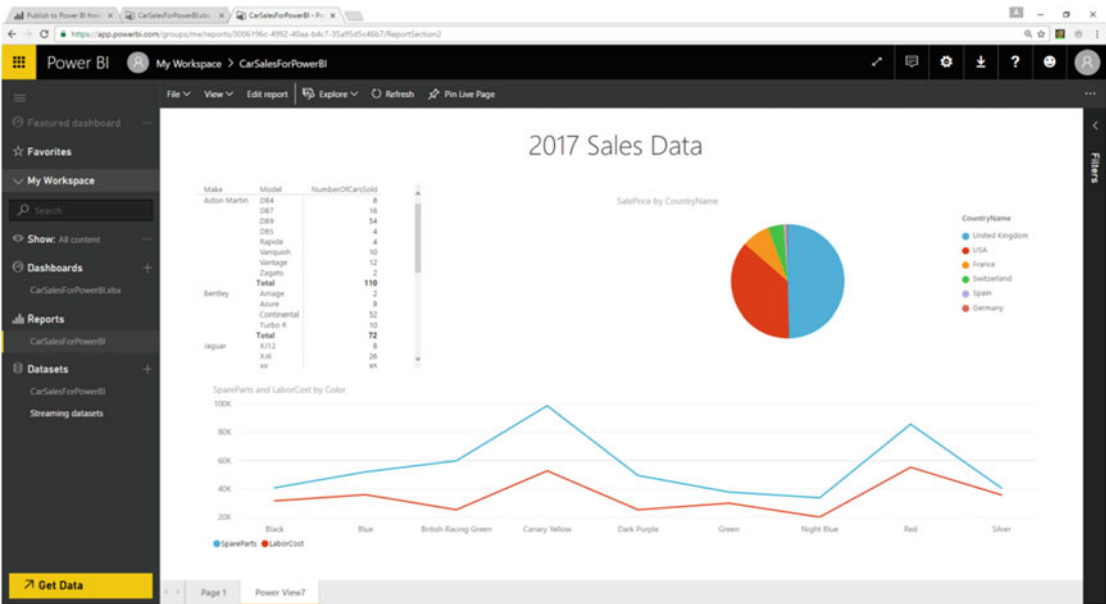 Publish to Power BI from
CarSalesForPowerBI.xlsx
CarSalesForPowerBI - Po
https://app.powerbi.com/groups/me/reports/3006196c-4992-40aa-b4c7-35a95d5c46b7/ReportSection2
Power BI
My Workspace > CarSalesForPowerBI
File View Edit report Explore Refresh Pin Live Page
Featured dashboard
Favorites
My Workspace
Search
Show: All content
Dashboards
CarSalesForPowerBI.xlsx
Reports
CarSalesForPowerBI
Datasets
CarSalesForPowerBI
Streaming datasets
Get Data
Filters
2017 Sales Data
Make Model NumberOfCarsSold
Aston Martin DB4 8
DB7 16
DB9 54
DBS 4
Rapide 4
Vanquish 10
Vantage 12
Zagato 2
Total 110
Bentley Arnage 2
Azure 8
Continental 52
Turbo R 10
Total 72
Jaguar XJ12 8
XJ6 26
XK 95
SalePrice by CountryName
CountryName
United Kingdom
USA
France
Switzerland
Spain
Germany
SpareParts and LaborCost by Color
100K
80K
60K
40K
20K
Black Blue British Racing Green Canary Yellow Dark Purple Green Night Blue Red Silver
SpareParts LaborCost
Page 1 Power View7